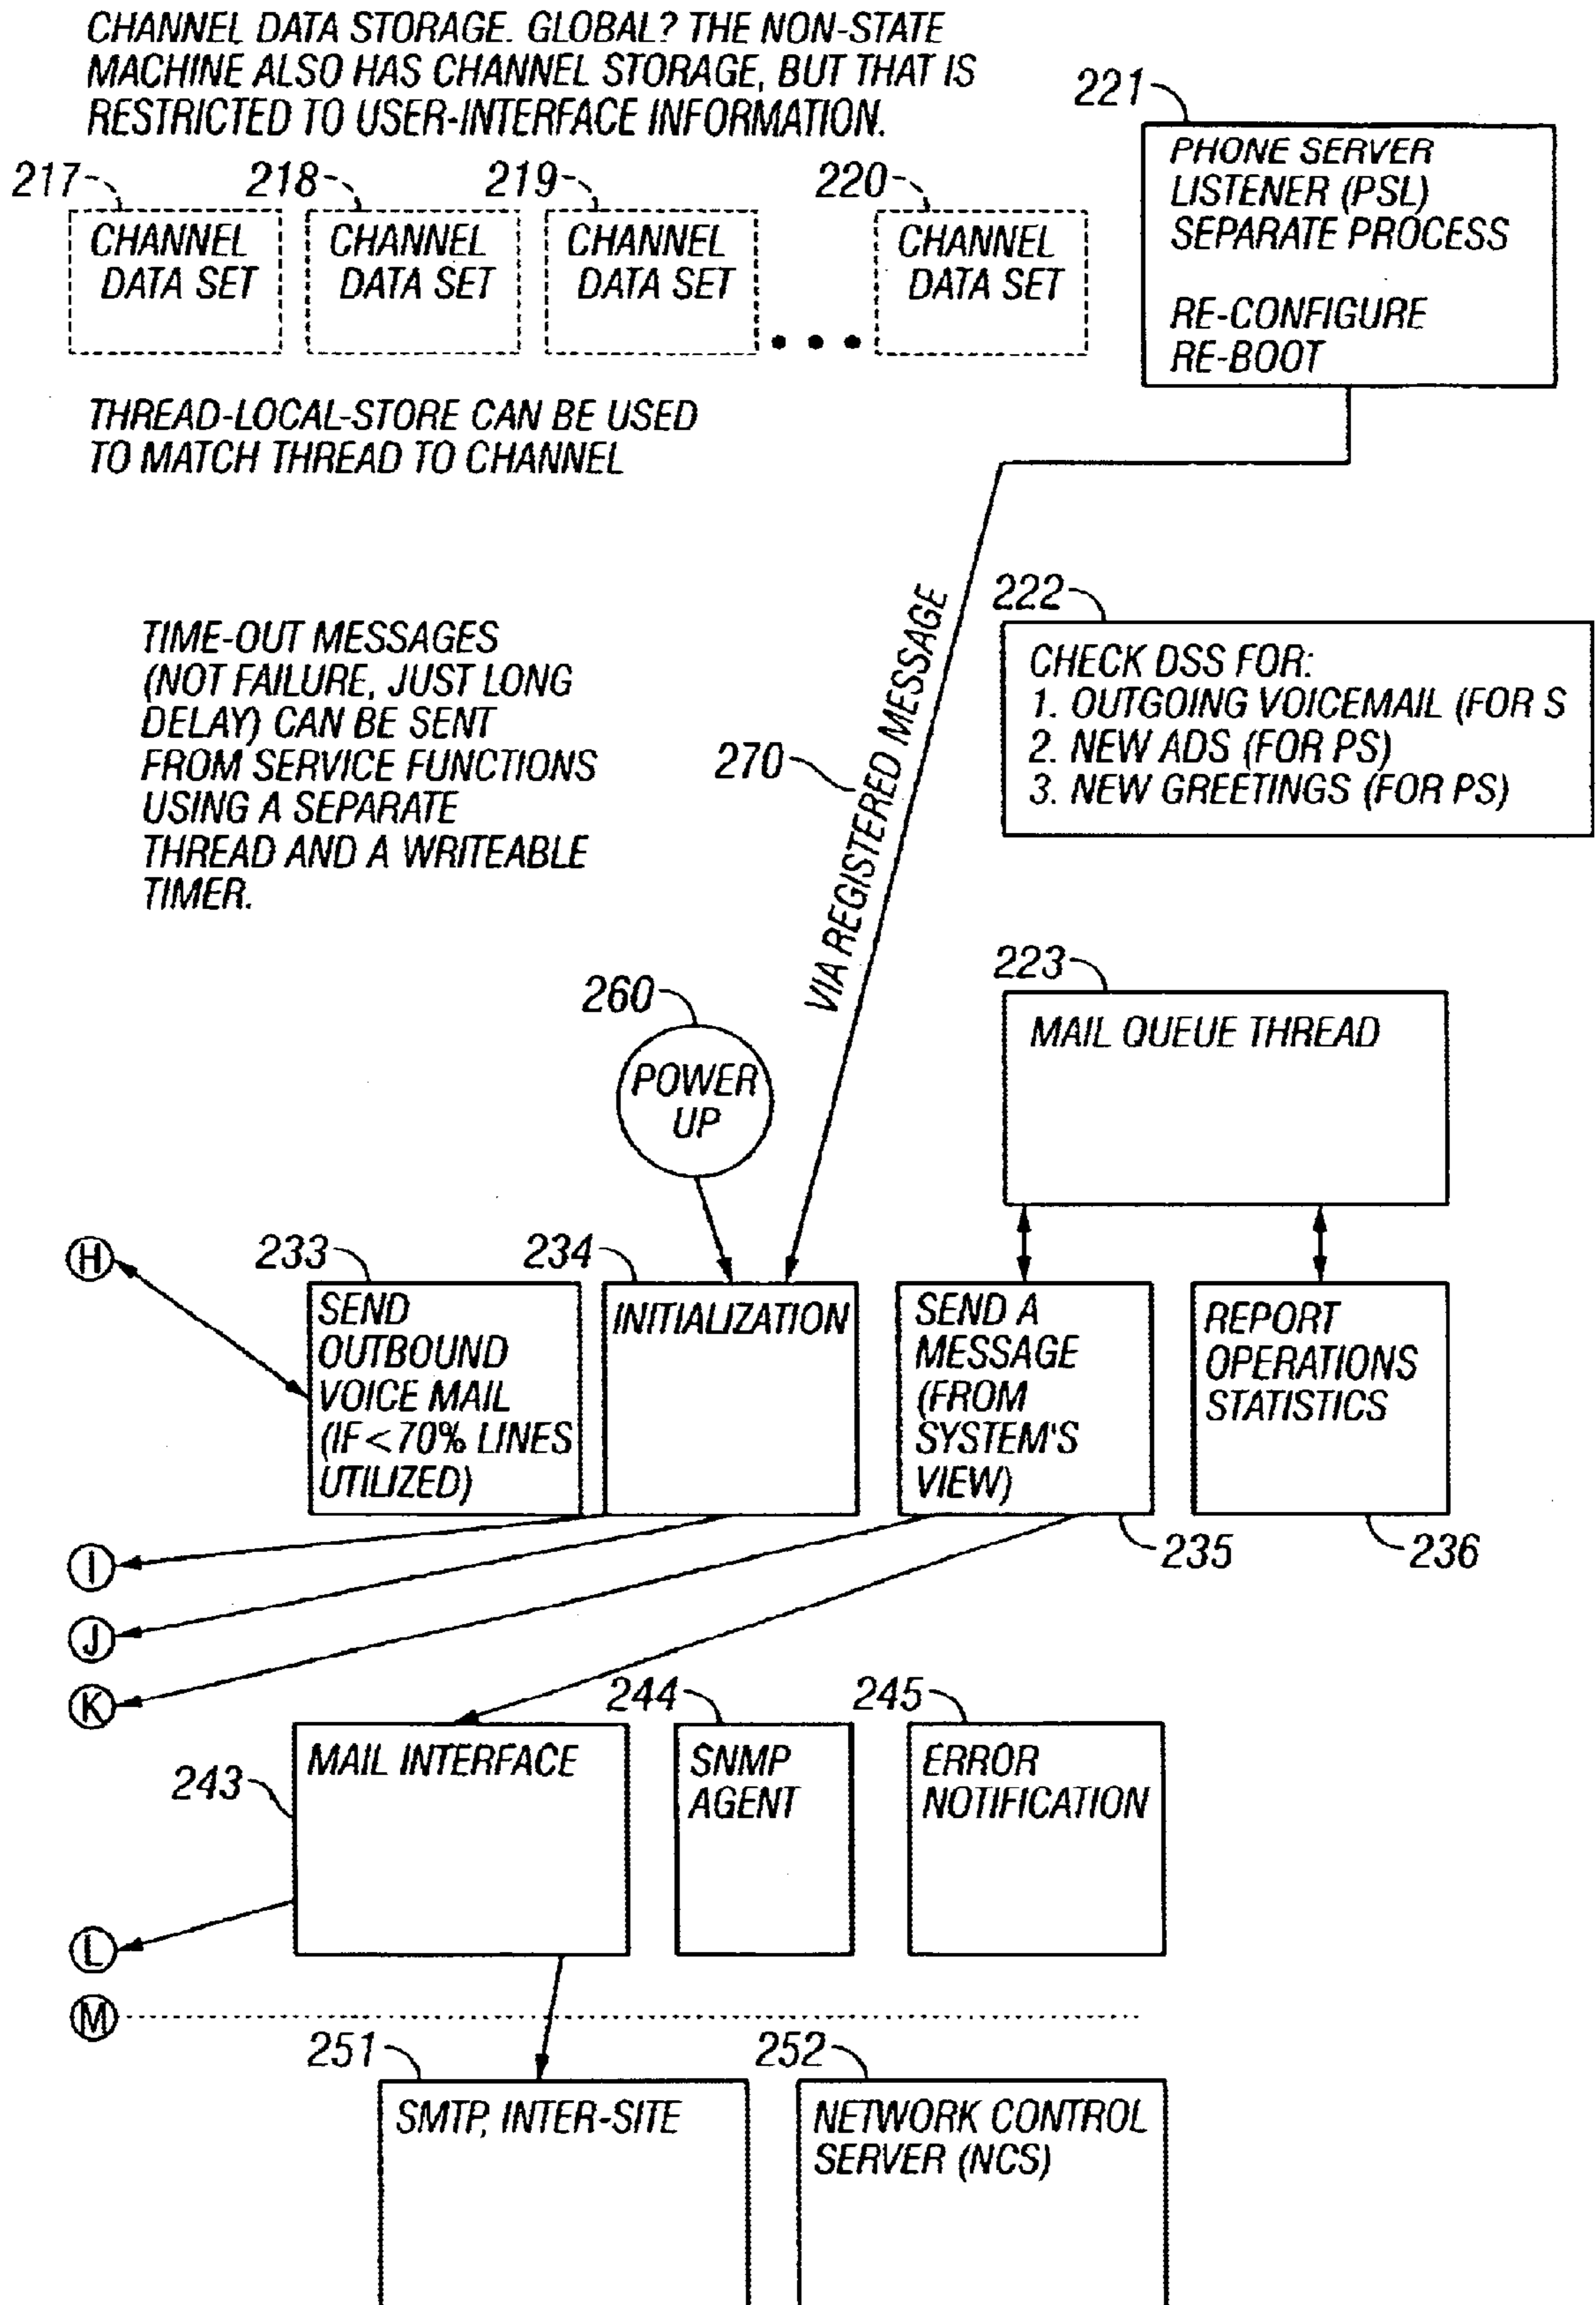 CHANNEL DATA STORAGE. GLOBAL? THE NON-STATE
MACHINE ALSO HAS CHANNEL STORAGE, BUT THAT IS
RESTRICTED TO USER-INTERFACE INFORMATION.
221
PHONE SERVER
LISTENER (PSL)
SEPARATE PROCESS
RE-CONFIGURE
RE-BOOT
217
218
219
220
CHANNEL
DATA SET
CHANNEL
DATA SET
CHANNEL
DATA SET
• • •
CHANNEL
DATA SET
THREAD-LOCAL-STORE CAN BE USED
TO MATCH THREAD TO CHANNEL
TIME-OUT MESSAGES
(NOT FAILURE, JUST LONG
DELAY) CAN BE SENT
FROM SERVICE FUNCTIONS
USING A SEPARATE
THREAD AND A WRITEABLE
TIMER.
270
VIA REGISTERED MESSAGE
222
CHECK DSS FOR:
1. OUTGOING VOICEMAIL (FOR S
2. NEW ADS (FOR PS)
3. NEW GREETINGS (FOR PS)
223
MAIL QUEUE THREAD
260
POWER
UP
H
233
SEND
OUTBOUND
VOICE MAIL
(IF <70% LINES
UTILIZED)
234
INITIALIZATION
SEND A
MESSAGE
(FROM
SYSTEM'S
VIEW)
235
REPORT
OPERATIONS
STATISTICS
236
I
J
K
243
MAIL INTERFACE
244
SNMP
AGENT
245
ERROR
NOTIFICATION
L
M
251
SMTP, INTER-SITE
252
NETWORK CONTROL
SERVER (NCS)